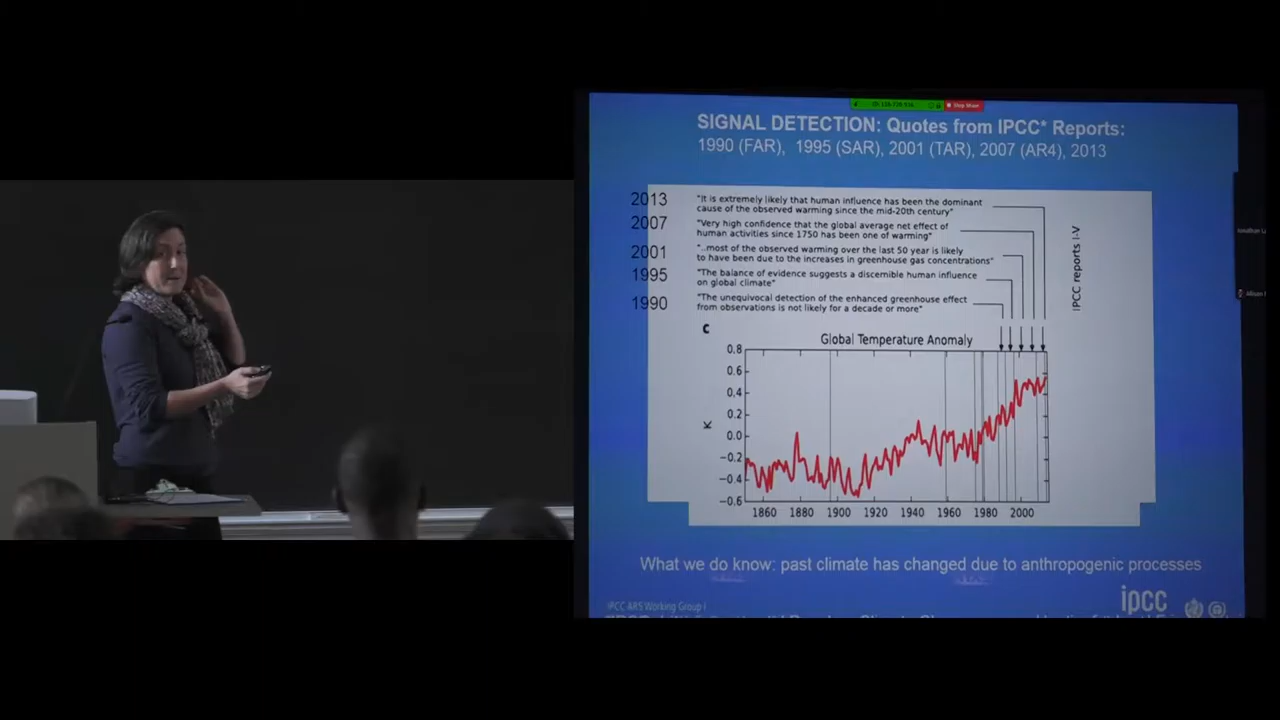 Stop Share
SIGNAL DETECTION: Quotes from IPCC* Reports:
1990 (FAR), 1995 (SAR), 2001 (TAR), 2007 (AR4), 2013
2013
"It is extremely likely that human influence has been the dominant
cause of the observed warming since the mid-20th century"
2007
"Very high confidence that the global average net effect of
human activities since 1750 has been one of warming"
2001
"..most of the observed warming over the last 50 year is likely
to have been due to the increases in greenhouse gas concentrations"
1995
"The balance of evidence suggests a discernible human influence
on global climate"
1990
"The unequivocal detection of the enhanced greenhouse effect
from observations is not likely for a decade or more"
IPCC reports I-V
C
Global Temperature Anomaly
K
0.8
0.6
0.4
0.2
0.0
−0.2
−0.4
−0.6
1860 1880 1900 1920 1940 1960 1980 2000
What we do know: past climate has changed due to anthropogenic processes
IPCC AR5 Working Group I
ipcc